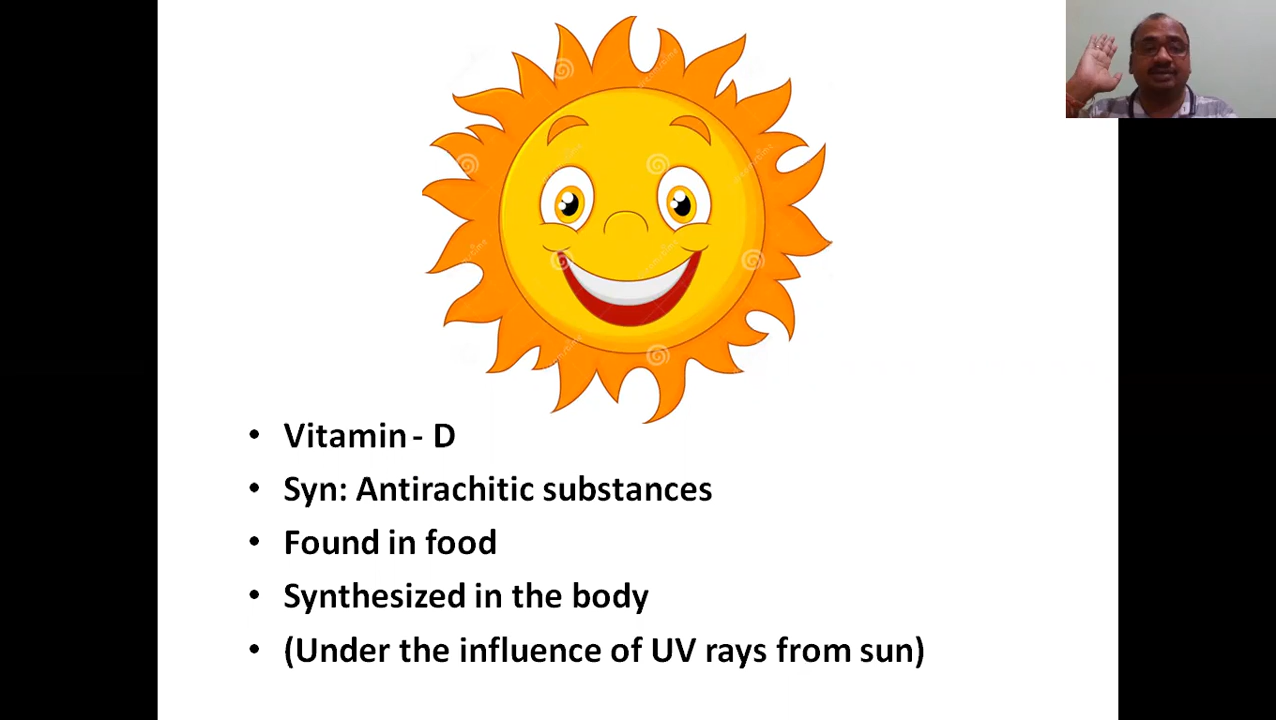 • Vitamin - D
• Syn: Antirachitic substances
• Found in food
• Synthesized in the body
• (Under the influence of UV rays from sun)